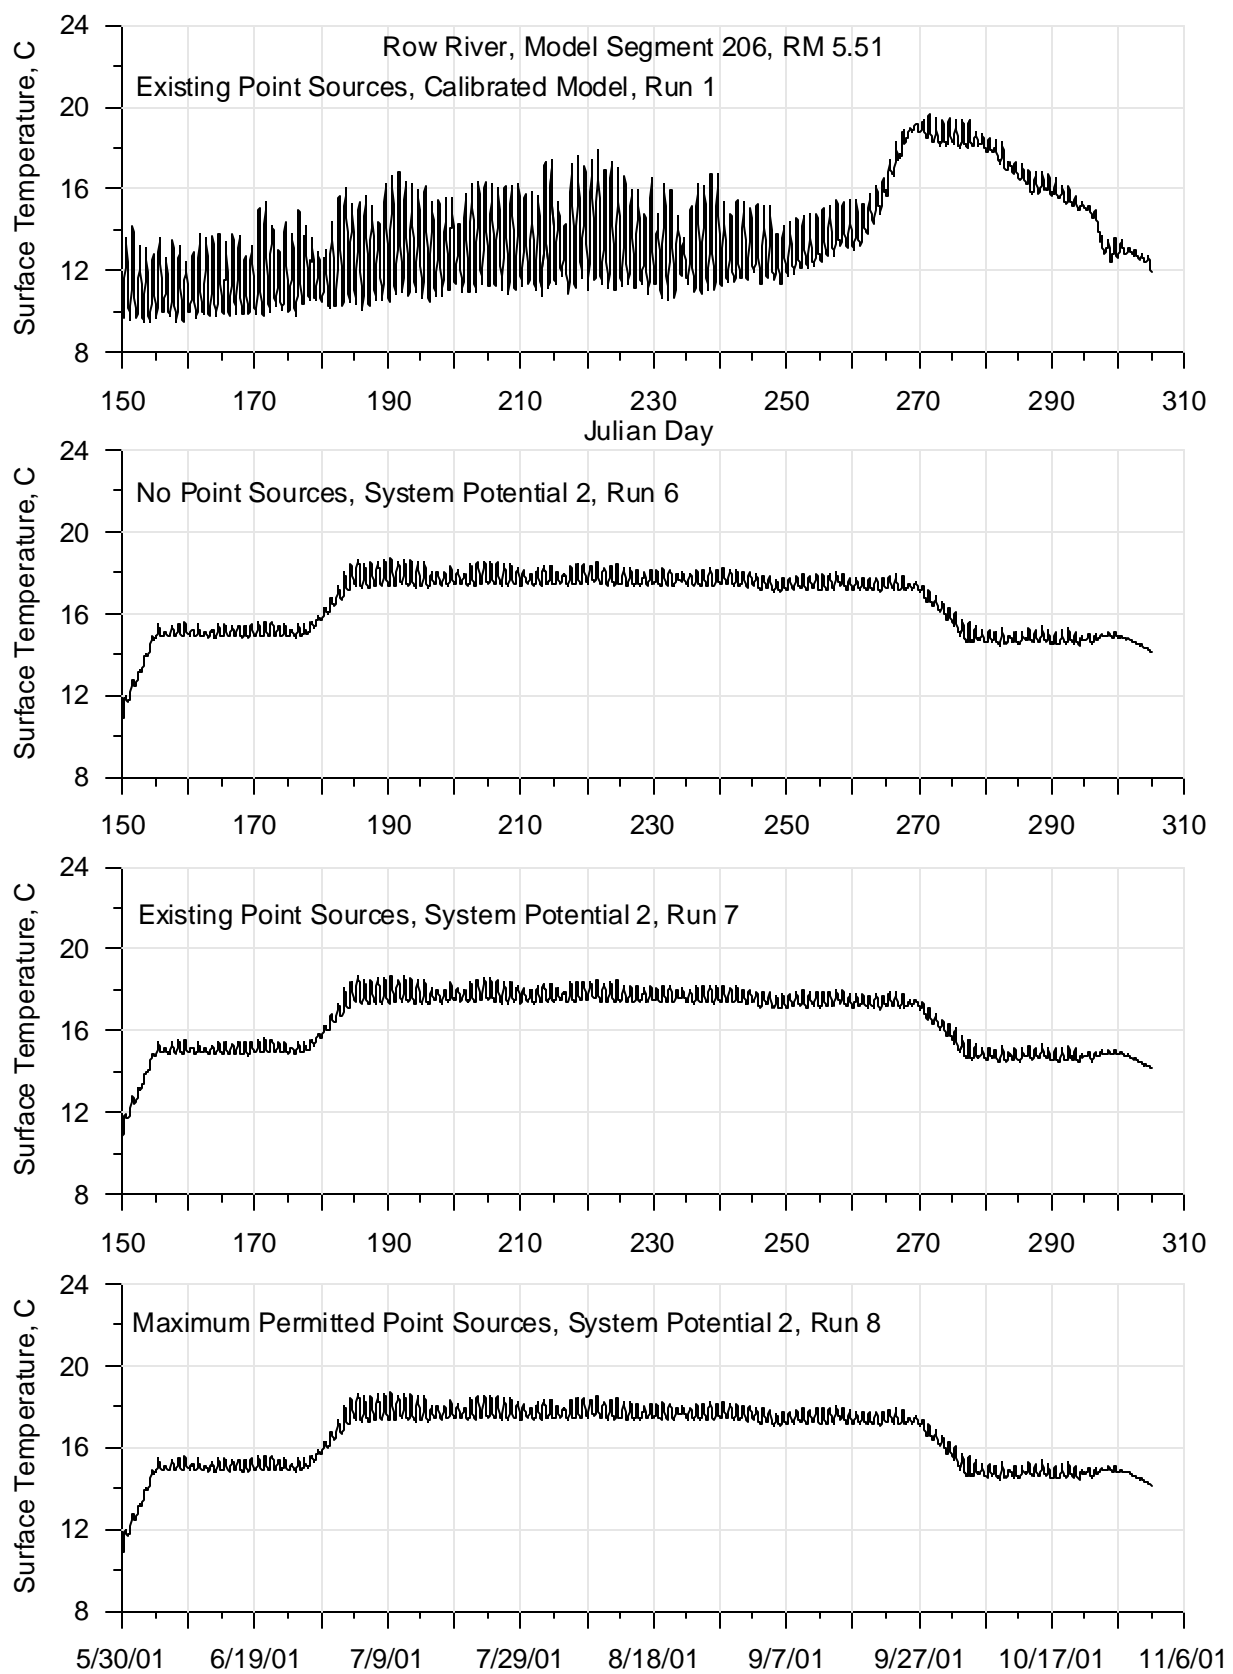 24
Row River, Model Segment 206, RM 5.51
Existing Point Sources, Calibrated Model, Run 1
20
16
12
8
Surface Temperature, C
150 170 190 210 230 250 270 290 310
Julian Day
24
No Point Sources, System Potential 2, Run 6
20
16
12
8
Surface Temperature, C
150 170 190 210 230 250 270 290 310
24
Existing Point Sources, System Potential 2, Run 7
20
16
12
8
Surface Temperature, C
150 170 190 210 230 250 270 290 310
24
Maximum Permitted Point Sources, System Potential 2, Run 8
20
16
12
8
Surface Temperature, C
5/30/01 6/19/01 7/9/01 7/29/01 8/18/01 9/7/01 9/27/01 10/17/01 11/6/01